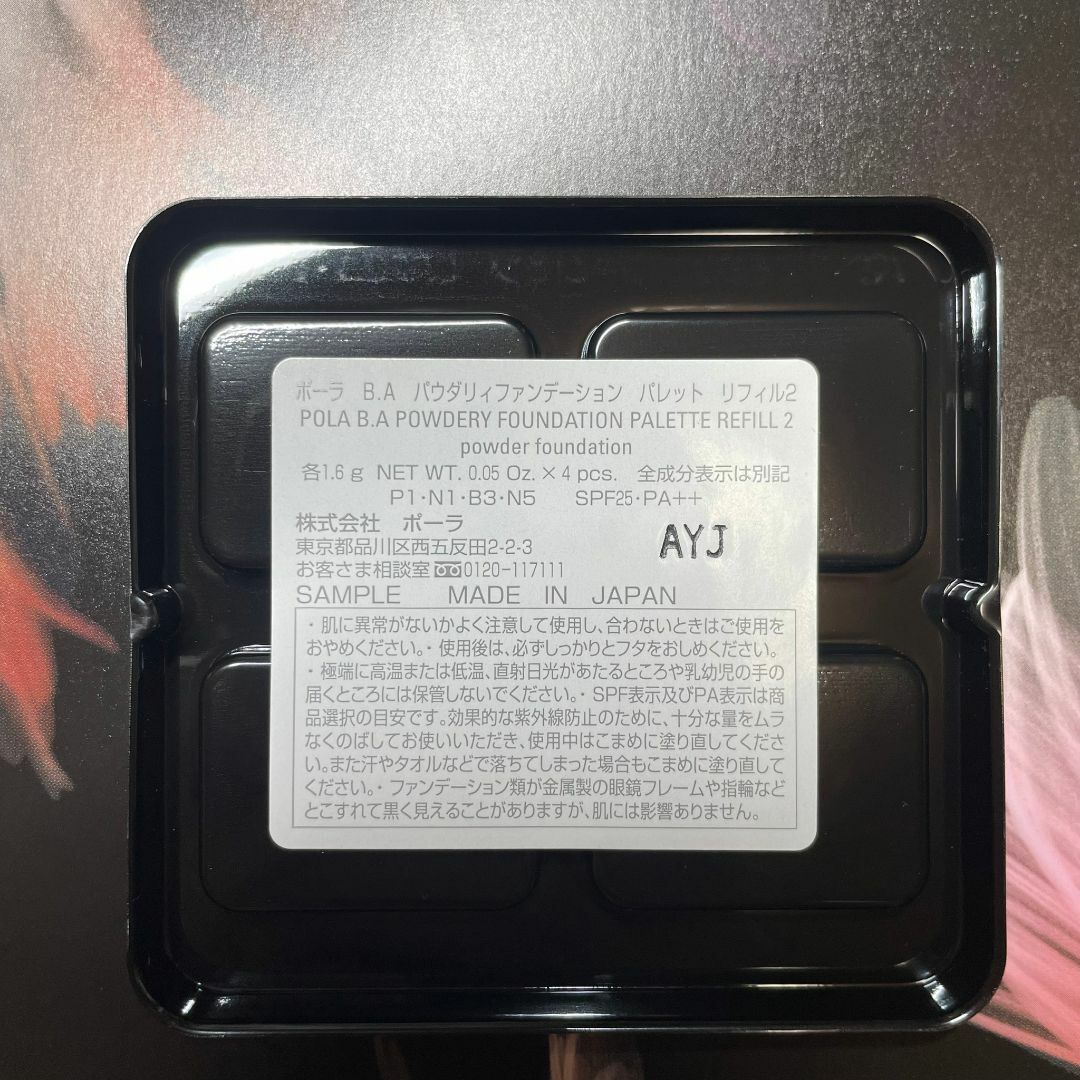 ポーラ B.A パウダリィファンデーション パレット リフィル2
POLA B.A POWDERY FOUNDATION PALETTE REFILL 2
powder foundation
各1.6 g NET WT. 0.05 Oz. × 4 pcs. 全成分表示は別記
P1・N1・B3・N5 SPF25・PA++
株式会社 ポーラ
東京都品川区西五反田2-2-3
AYJ
お客さま相談室 0120-117111
SAMPLE MADE IN JAPAN
・肌に異常がないかよく注意して使用し、合わないときはご使用を
おやめください。・使用後は、必ずしっかりとフタをおしめください。
・極端に高温または低温、直射日光があたるところや乳幼児の手の
届くところには保管しないでください。・SPF表示及びPA表示は商
品選択の目安です。効果的な紫外線防止のために、十分な量をムラ
なくのばしてお使いいただき、使用中はこまめに塗り直してくださ
い。また汗やタオルなどで落ちてしまった場合もこまめに塗り直して
ください。・ファンデーション類が金属製の眼鏡フレームや指輪など
とこすれて黒く見えることがありますが、肌には影響ありません。